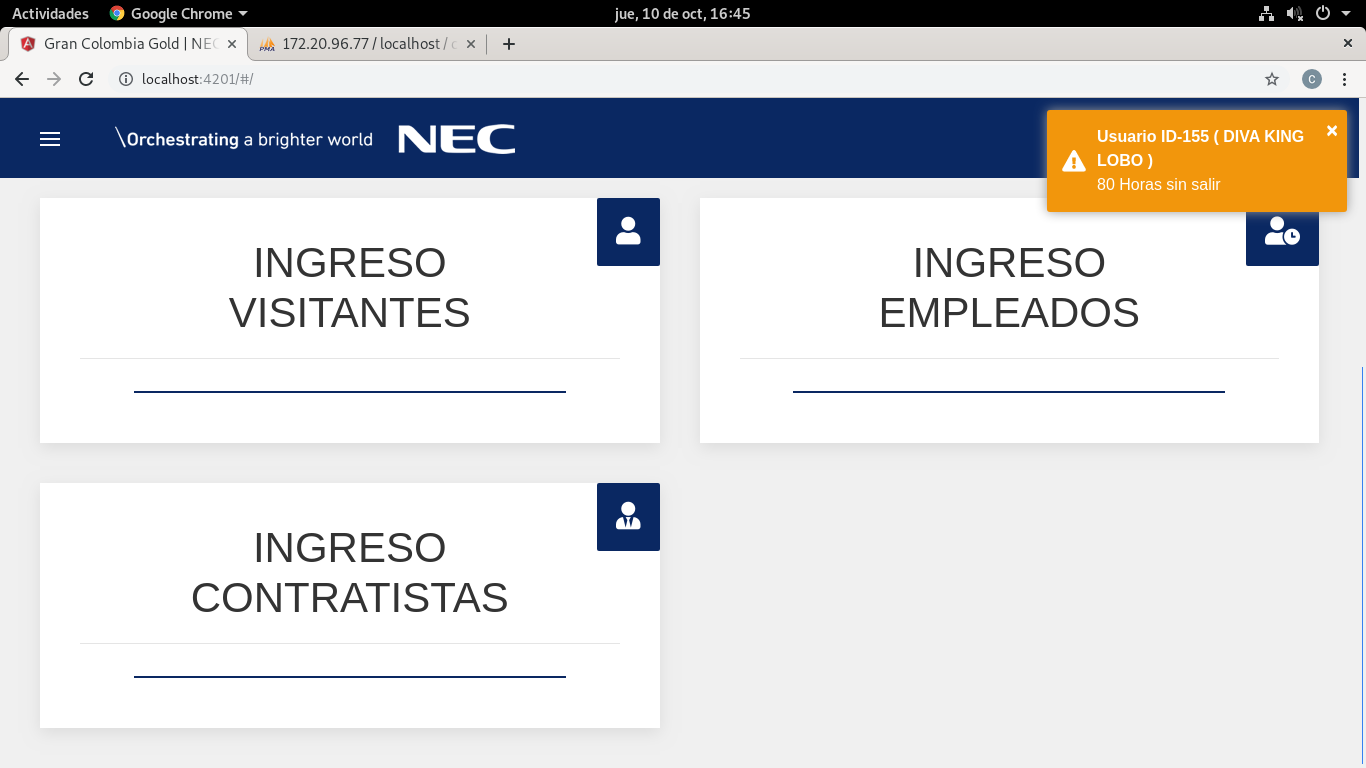 Actividades Google Chrome jue, 10 de oct, 16:45
Gran Colombia Gold | NEC 172.20.96.77 / localhost /
localhost:4201/#/
\Orchestrating a brighter world NEC
Usuario ID-155 ( DIVA KING
LOBO )
80 Horas sin salir
INGRESO
VISITANTES
INGRESO
EMPLEADOS
INGRESO
CONTRATISTAS